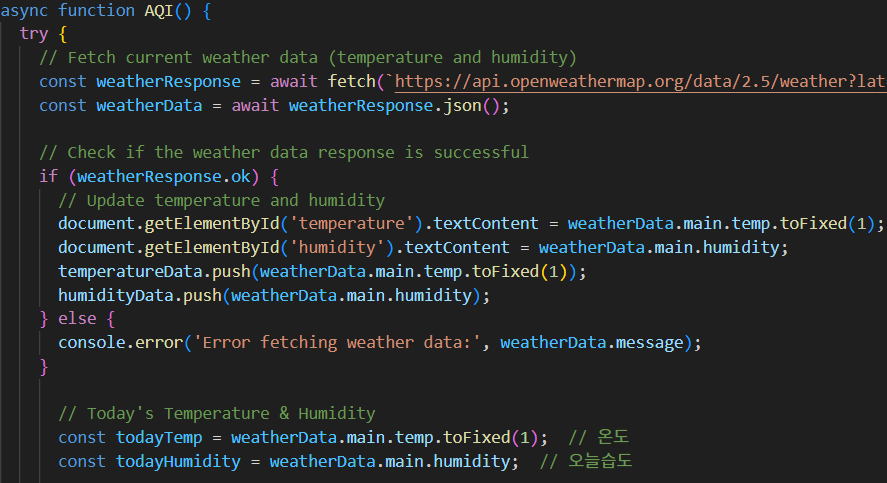 async function AQI() {
try {
// Fetch current weather data (temperature and humidity)
const weatherResponse = await fetch(`https://api.openweathermap.org/data/2.5/weather?lat
const weatherData = await weatherResponse.json();
// Check if the weather data response is successful
if (weatherResponse.ok) {
// Update temperature and humidity
document.getElementById('temperature').textContent = weatherData.main.temp.toFixed(1);
document.getElementById('humidity').textContent = weatherData.main.humidity;
temperatureData.push(weatherData.main.temp.toFixed(1));
humidityData.push(weatherData.main.humidity);
} else {
console.error('Error fetching weather data:', weatherData.message);
}
// Today's Temperature & Humidity
const todayTemp = weatherData.main.temp.toFixed(1);  // 온도
const todayHumidity = weatherData.main.humidity;  // 오늘습도